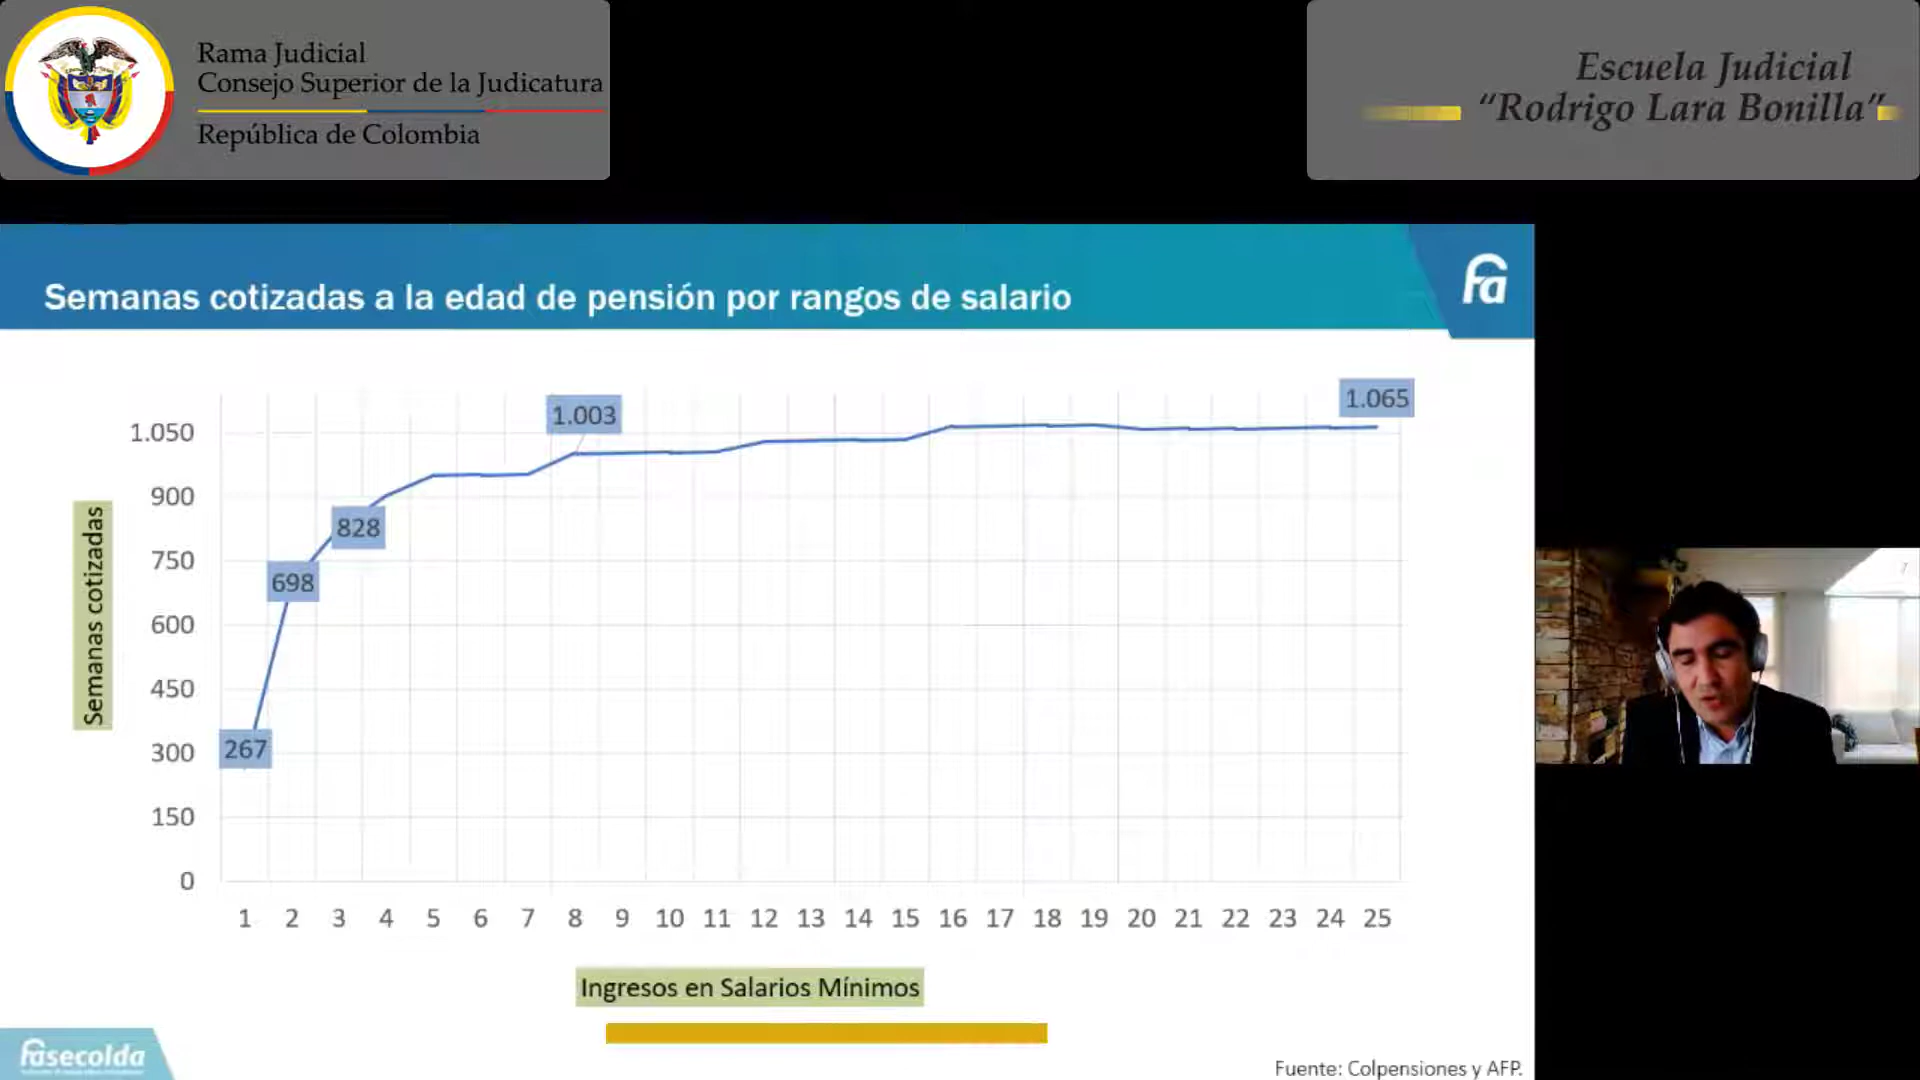 Rama Judicial
Consejo Superior de la Judicatura
República de Colombia
Escuela Judicial
“Rodrigo Lara Bonilla”
Semanas cotizadas a la edad de pensión por rangos de salario
fa
1.003
1.065
1.050
900
828
750
698
600
450
300
267
150
0
Semanas cotizadas
1 2 3 4 5 6 7 8 9 10 11 12 13 14 15 16 17 18 19 20 21 22 23 24 25
Ingresos en Salarios Mínimos
fasecolda
Fuente: Colpensiones y AFP.